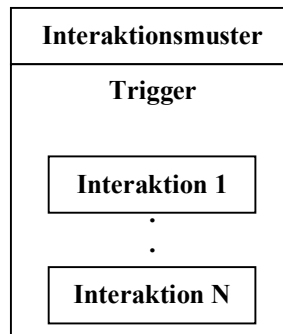 Interaktionsmuster
Trigger
Interaktion 1
.
.
Interaktion N